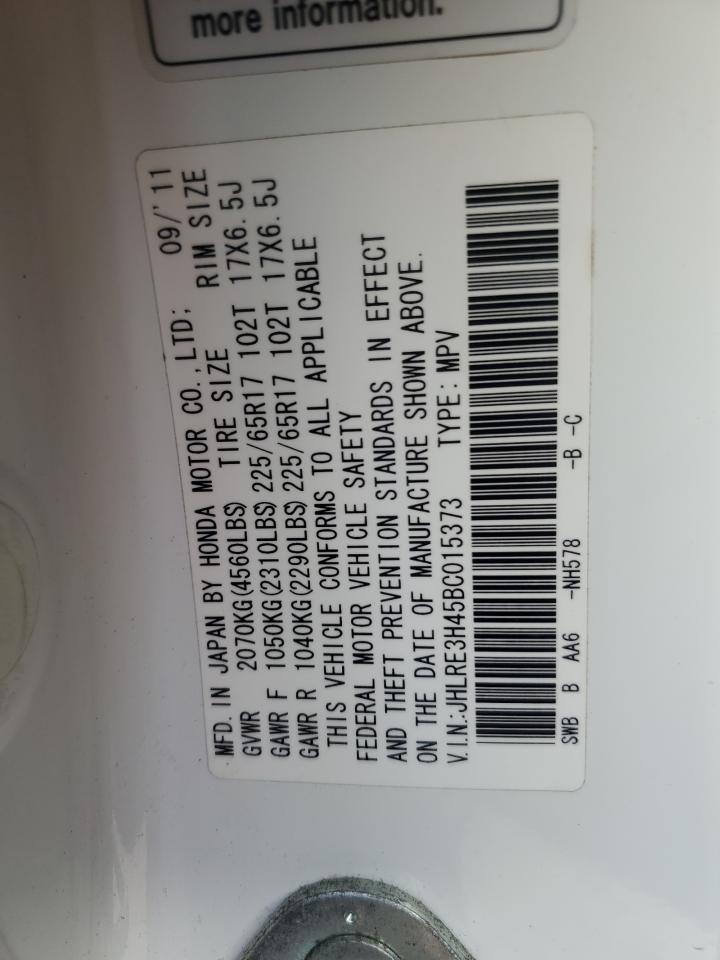 more information.
MFD. IN JAPAN BY HONDA MOTOR CO.,LTD; 09/'11
GVWR 2070KG(4560LBS) TIRE SIZE RIM SIZE
GAWR F 1050KG(2310LBS)225/65R17 102T 17X6.5J
GAWR R 1040KG(2290LBS)225/65R17 102T 17X6.5J
THIS VEHICLE CONFORMS TO ALL APPLICABLE
FEDERAL MOTOR VEHICLE SAFETY
AND THEFT PREVENTION STANDARDS IN EFFECT
ON THE DATE OF MANUFACTURE SHOWN ABOVE.
V.I.N.:JHLRE3H45BC015373 TYPE:MPV
SWB B AA6 -NH578 -B -C